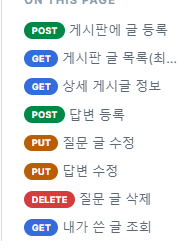 ON THIS PAGE
POST 게시판에 글 등록
GET 게시판 글 목록(최...
GET 상세 게시글 정보
POST 답변 등록
PUT 질문 글 수정
PUT 답변 수정
DELETE 질문 글 삭제
GET 내가 쓴 글 조회